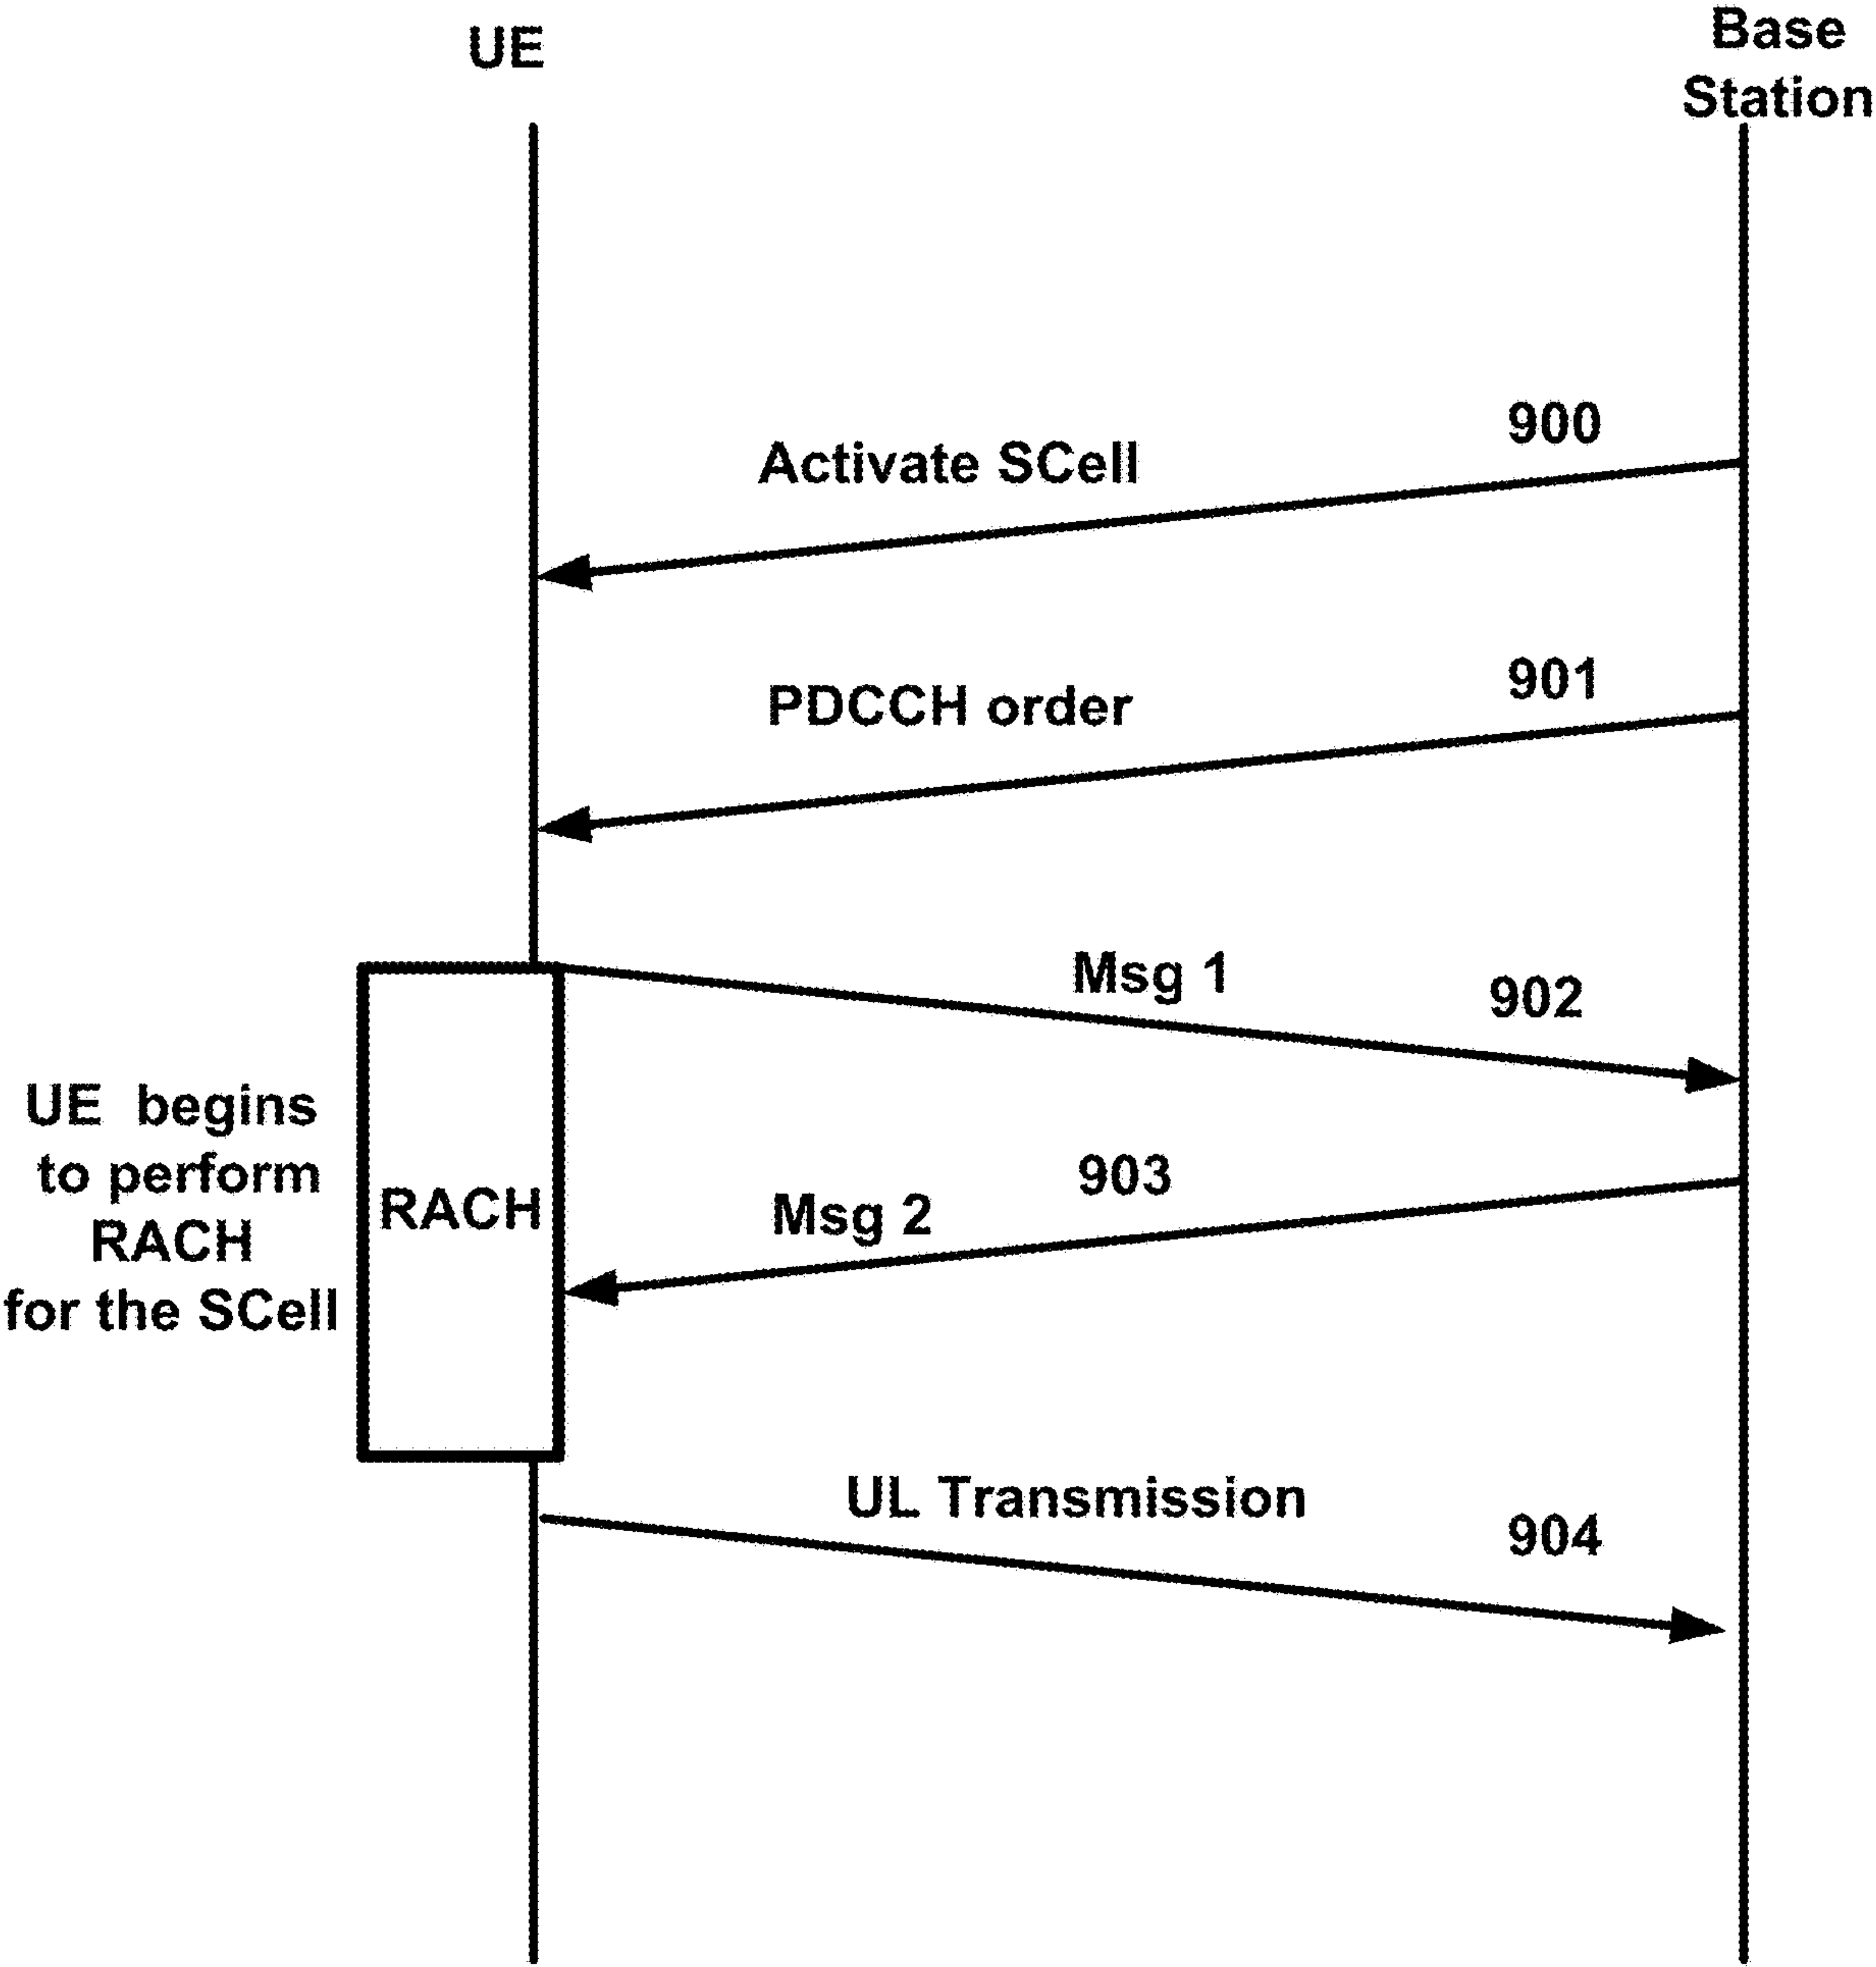 UE
Base
Station
900
Activate SCell
901
PDCCH order
Msg 1
902
UE begins
to perform
RACH
for the SCell
RACH
903
Msg 2
UL Transmission
904